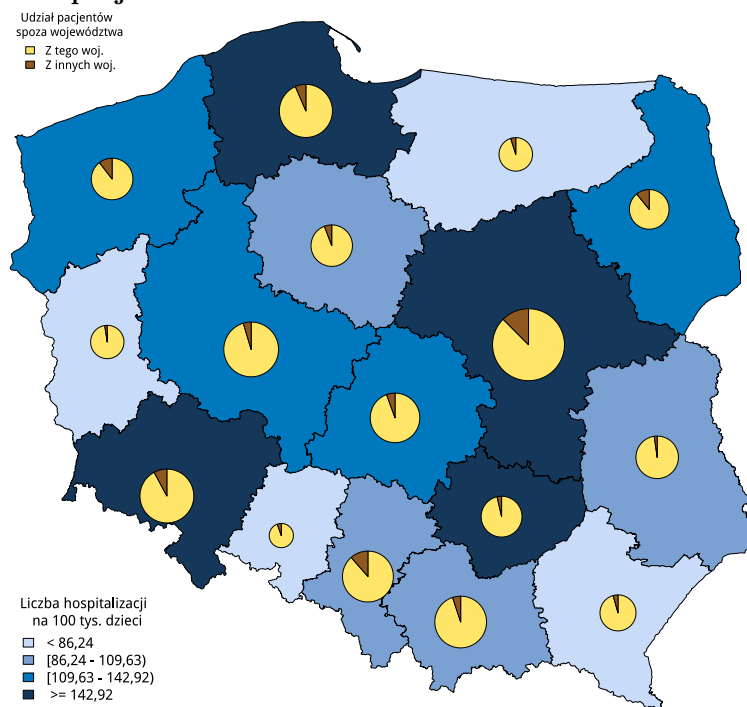 Udział pacjentów
spoza województwa
Z tego woj.
Z innych woj.
Liczba hospitalizacji
na 100 tys. dzieci
< 86,24
[86,24 - 109,63)
[109,63 - 142,92)
>= 142,92